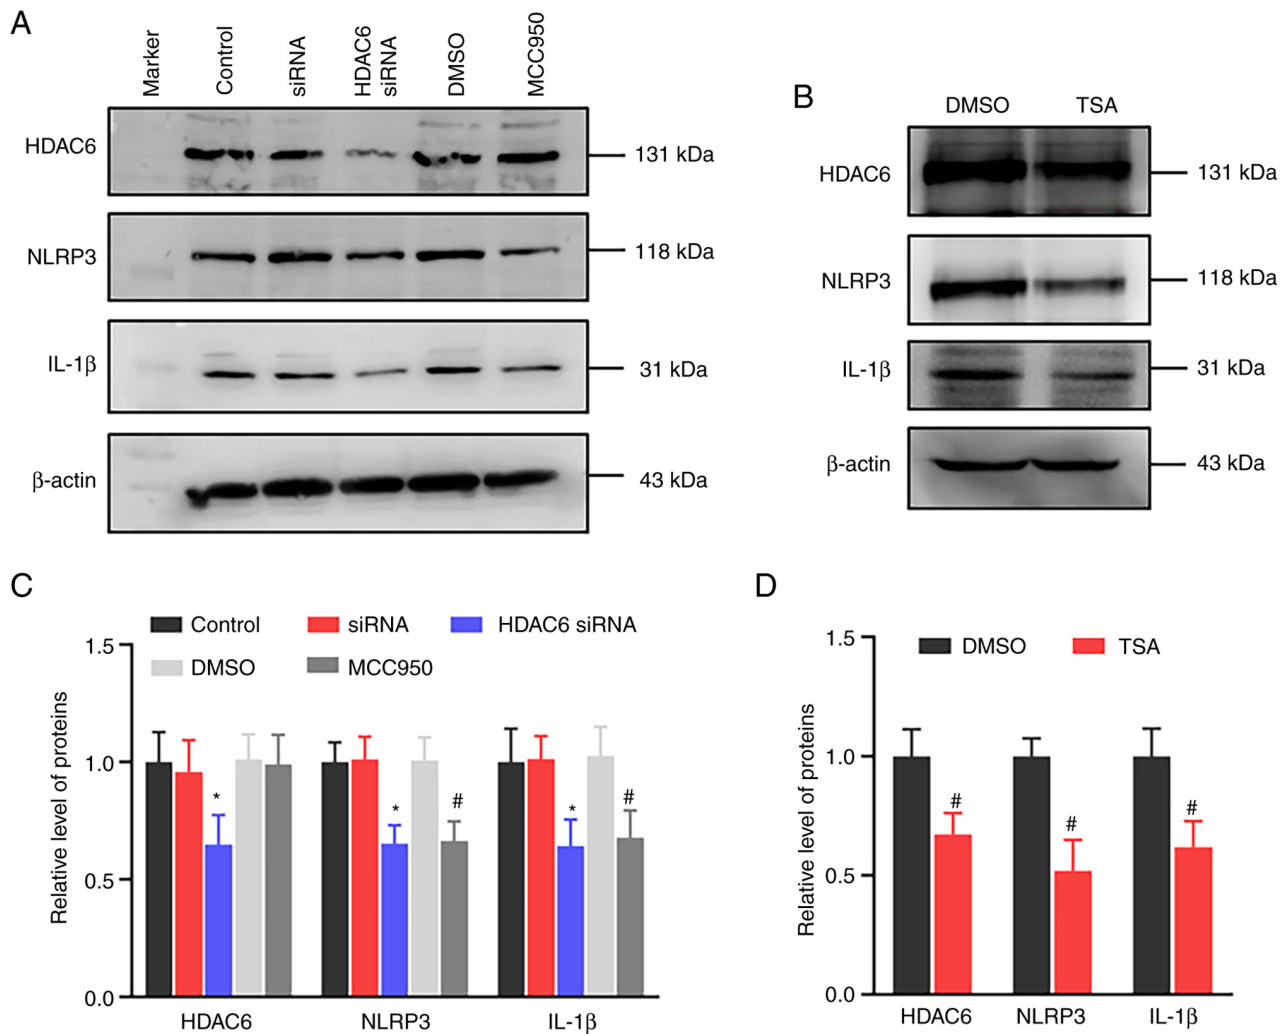 A
Marker
Control
siRNA
HDAC6
siRNA
DMSO
MCC950
HDAC6
131 kDa
NLRP3
118 kDa
IL-1β
31 kDa
β-actin
43 kDa
B
DMSO TSA
HDAC6
131 kDa
NLRP3
118 kDa
IL-1β
31 kDa
β-actin
43 kDa
C
Control siRNA HDAC6 siRNA
DMSO MCC950
Relative level of proteins
1.5
1.0
0.5
0.0
* * # * #
HDAC6 NLRP3 IL-1β
D
DMSO TSA
Relative level of proteins
1.5
1.0
0.5
0.0
# # #
HDAC6 NLRP3 IL-1β